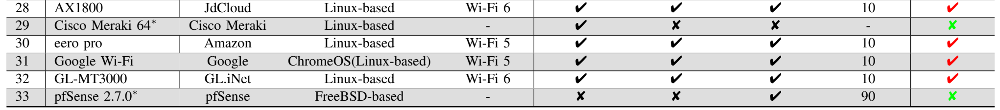 28 AX1800 JdCloud Linux-based Wi-Fi 6 ✔ ✔ ✔ 10 ✔
29 Cisco Meraki 64* Cisco Meraki Linux-based - ✔ ✘ ✘ - ✘
30 eero pro Amazon Linux-based Wi-Fi 5 ✔ ✔ ✔ 10 ✔
31 Google Wi-Fi Google ChromeOS(Linux-based) Wi-Fi 5 ✔ ✔ ✔ 10 ✔
32 GL-MT3000 GL.iNet Linux-based Wi-Fi 6 ✔ ✔ ✔ 10 ✔
33 pfSense 2.7.0* pfSense FreeBSD-based - ✘ ✘ ✔ 90 ✘